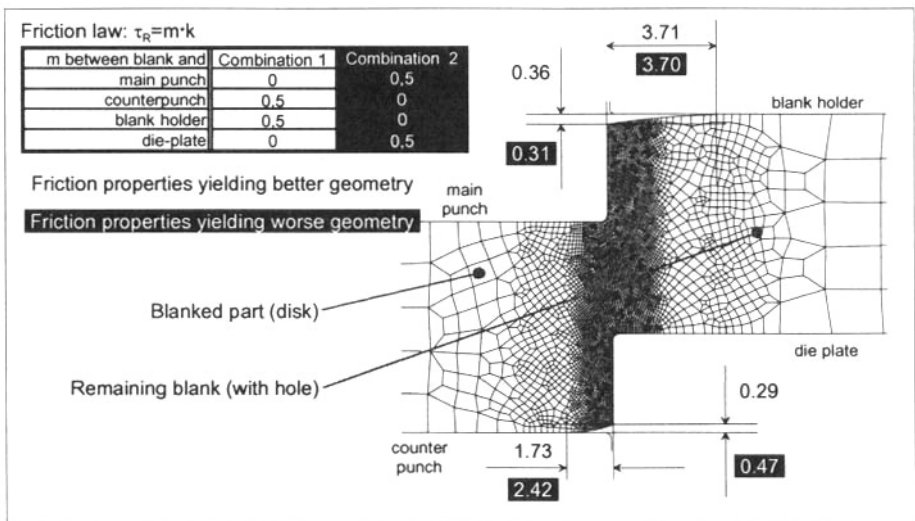 Friction law: τR=m·k
m between blank and Combination 1 Combination 2
main punch 0 0,5
counterpunch 0,5 0
blank holder 0,5 0
die-plate 0 0,5
Friction properties yielding better geometry
Friction properties yielding worse geometry
3.71
3.70
0.36
0.31
blank holder
main
punch
Blanked part (disk)
Remaining blank (with hole)
die plate
0.29
0.47
counter
punch
1.73
2.42